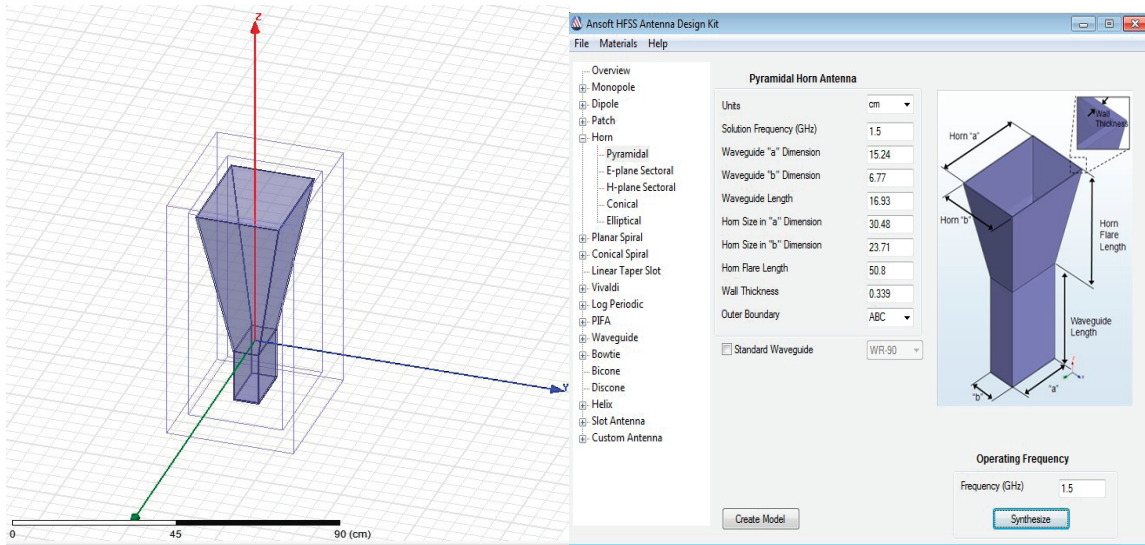 Z
Y
0
45
90 (cm)
Ansoft HFSS Antenna Design Kit
File Materials Help
Overview
Monopole
Dipole
Patch
Horn
Pyramidal
E-plane Sectoral
H-plane Sectoral
Conical
Elliptical
Planar Spiral
Conical Spiral
Linear Taper Slot
Vivaldi
Log Periodic
PIFA
Waveguide
Bowtie
Bicone
Discone
Helix
Slot Antenna
Custom Antenna
Pyramidal Horn Antenna
Units cm
Solution Frequency (GHz) 1.5
Waveguide "a" Dimension 15.24
Waveguide "b" Dimension 6.77
Waveguide Length 16.93
Horn Size in "a" Dimension 30.48
Horn Size in "b" Dimension 23.71
Horn Flare Length 50.8
Wall Thickness 0.339
Outer Boundary ABC
Standard Waveguide WR-90
Create Model
Wall
Thickness
Horn "a"
Horn "b"
Horn
Flare
Length
Waveguide
Length
"b"
"a"
Operating Frequency
Frequency (GHz) 1.5
Synthesize